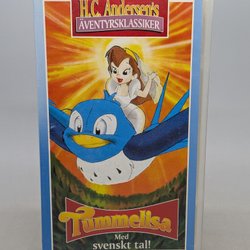 H.C. Andersen's
ÄVENTYRSKLASSIKER
Tummelisa
Med
svenskt tal!